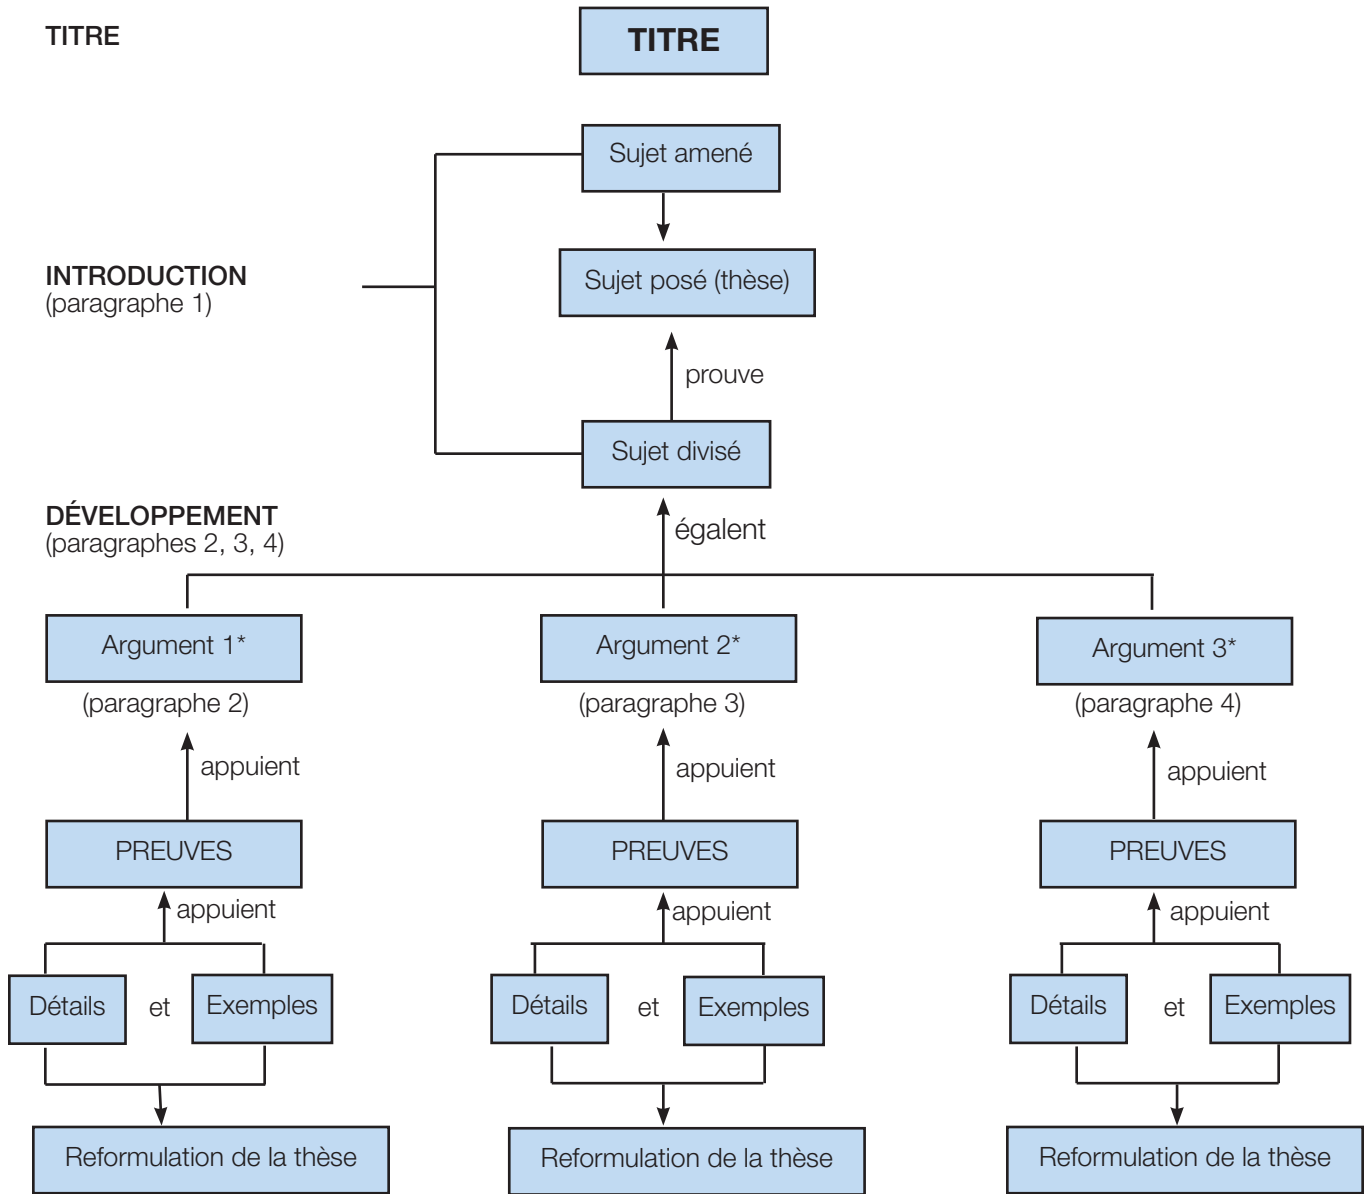 TITRE
TITRE
Sujet amené
INTRODUCTION
(paragraphe 1)
Sujet posé (thèse)
prouve
Sujet divisé
DÉVELOPPEMENT
(paragraphes 2, 3, 4)
égalent
Argument 1*
Argument 2*
Argument 3*
(paragraphe 2)
(paragraphe 3)
(paragraphe 4)
appuient
appuient
appuient
PREUVES
PREUVES
PREUVES
appuient
appuient
appuient
Détails et Exemples
Détails et Exemples
Détails et Exemples
Reformulation de la thèse
Reformulation de la thèse
Reformulation de la thèse